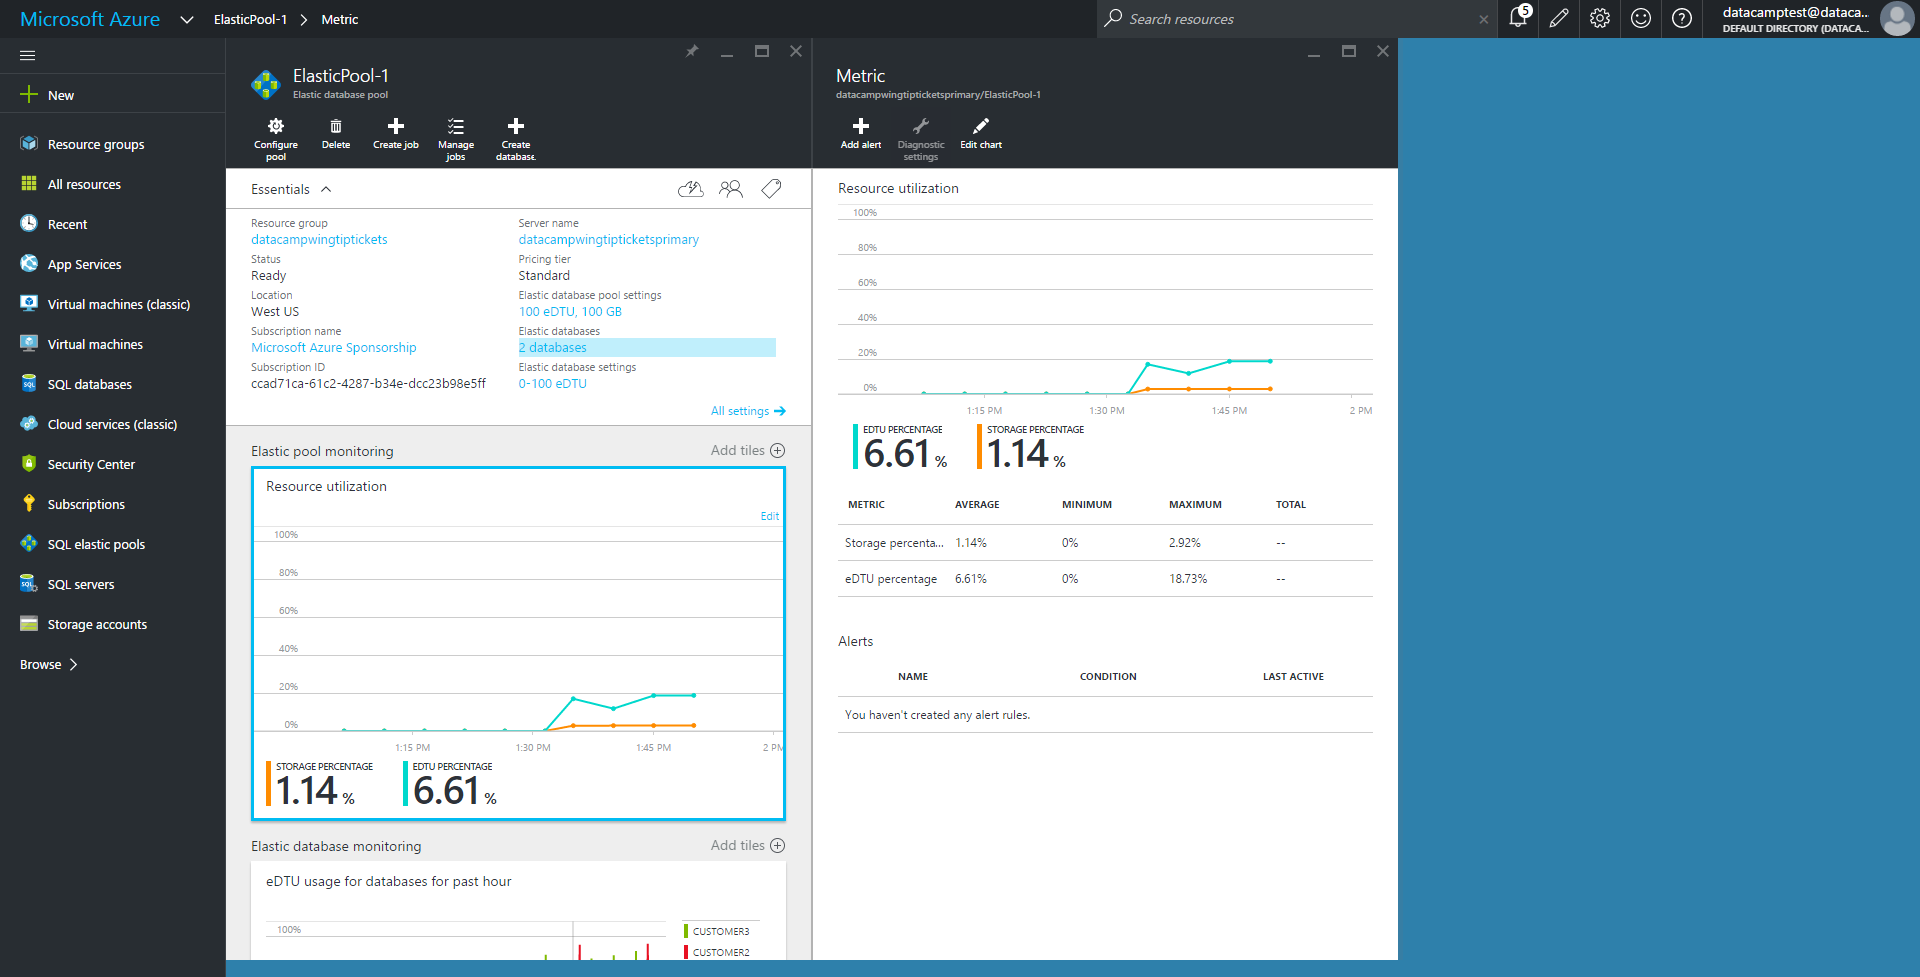 Microsoft Azure
ElasticPool-1 > Metric
Search resources
5
datacamptest@dataca...
DEFAULT DIRECTORY (DATACA...
New
Resource groups
All resources
Recent
App Services
Virtual machines (classic)
Virtual machines
SQL databases
Cloud services (classic)
Security Center
Subscriptions
SQL elastic pools
SQL servers
Storage accounts
Browse >
ElasticPool-1
Elastic database pool
Configure pool
Delete
Create job
Manage jobs
Create database
Essentials
Resource group
datacampwingtiptickets
Status
Ready
Location
West US
Subscription name
Microsoft Azure Sponsorship
Subscription ID
ccad71ca-61c2-4287-b34e-dcc23b98e5ff
Server name
datacampwingtipticketsprimary
Pricing tier
Standard
Elastic database pool settings
100 eDTU, 100 GB
Elastic databases
2 databases
Elastic database settings
0-100 eDTU
All settings
Elastic pool monitoring
Add tiles
Resource utilization
Edit
100%
80%
60%
40%
20%
0%
1:15 PM 1:30 PM 1:45 PM 2 PM
STORAGE PERCENTAGE
1.14 %
EDTU PERCENTAGE
6.61 %
Elastic database monitoring
Add tiles
eDTU usage for databases for past hour
100%
CUSTOMER3
CUSTOMER2
Metric
datacampwingtipticketsprimary/ElasticPool-1
Add alert
Diagnostic settings
Edit chart
Resource utilization
100%
80%
60%
40%
20%
0%
1:15 PM 1:30 PM 1:45 PM 2 PM
EDTU PERCENTAGE
6.61 %
STORAGE PERCENTAGE
1.14 %
METRIC AVERAGE MINIMUM MAXIMUM TOTAL
Storage percenta... 1.14% 0% 2.92% --
eDTU percentage 6.61% 0% 18.73% --
Alerts
NAME CONDITION LAST ACTIVE
You haven't created any alert rules.